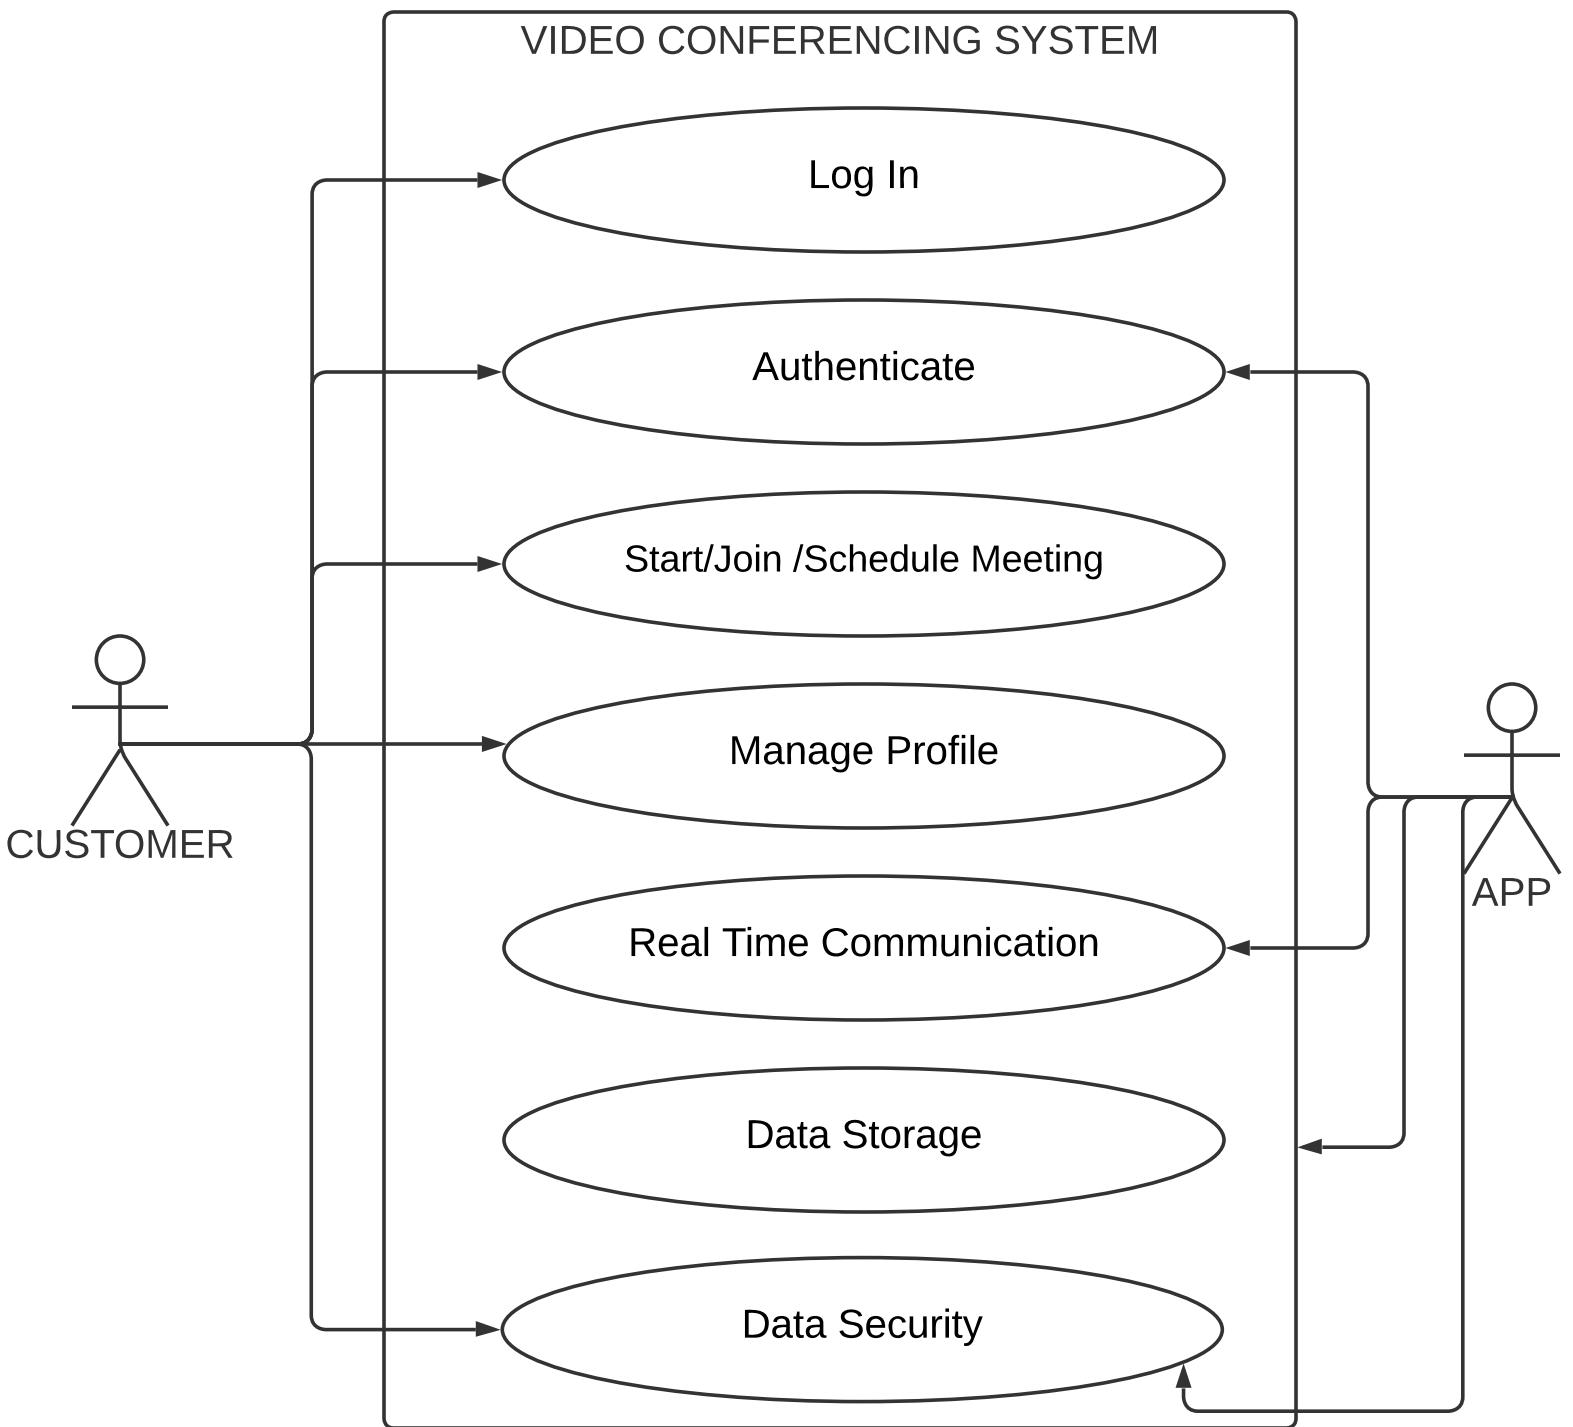 VIDEO CONFERENCING SYSTEM
Log In
Authenticate
Start/Join /Schedule Meeting
Manage Profile
CUSTOMER
APP
Real Time Communication
Data Storage
Data Security